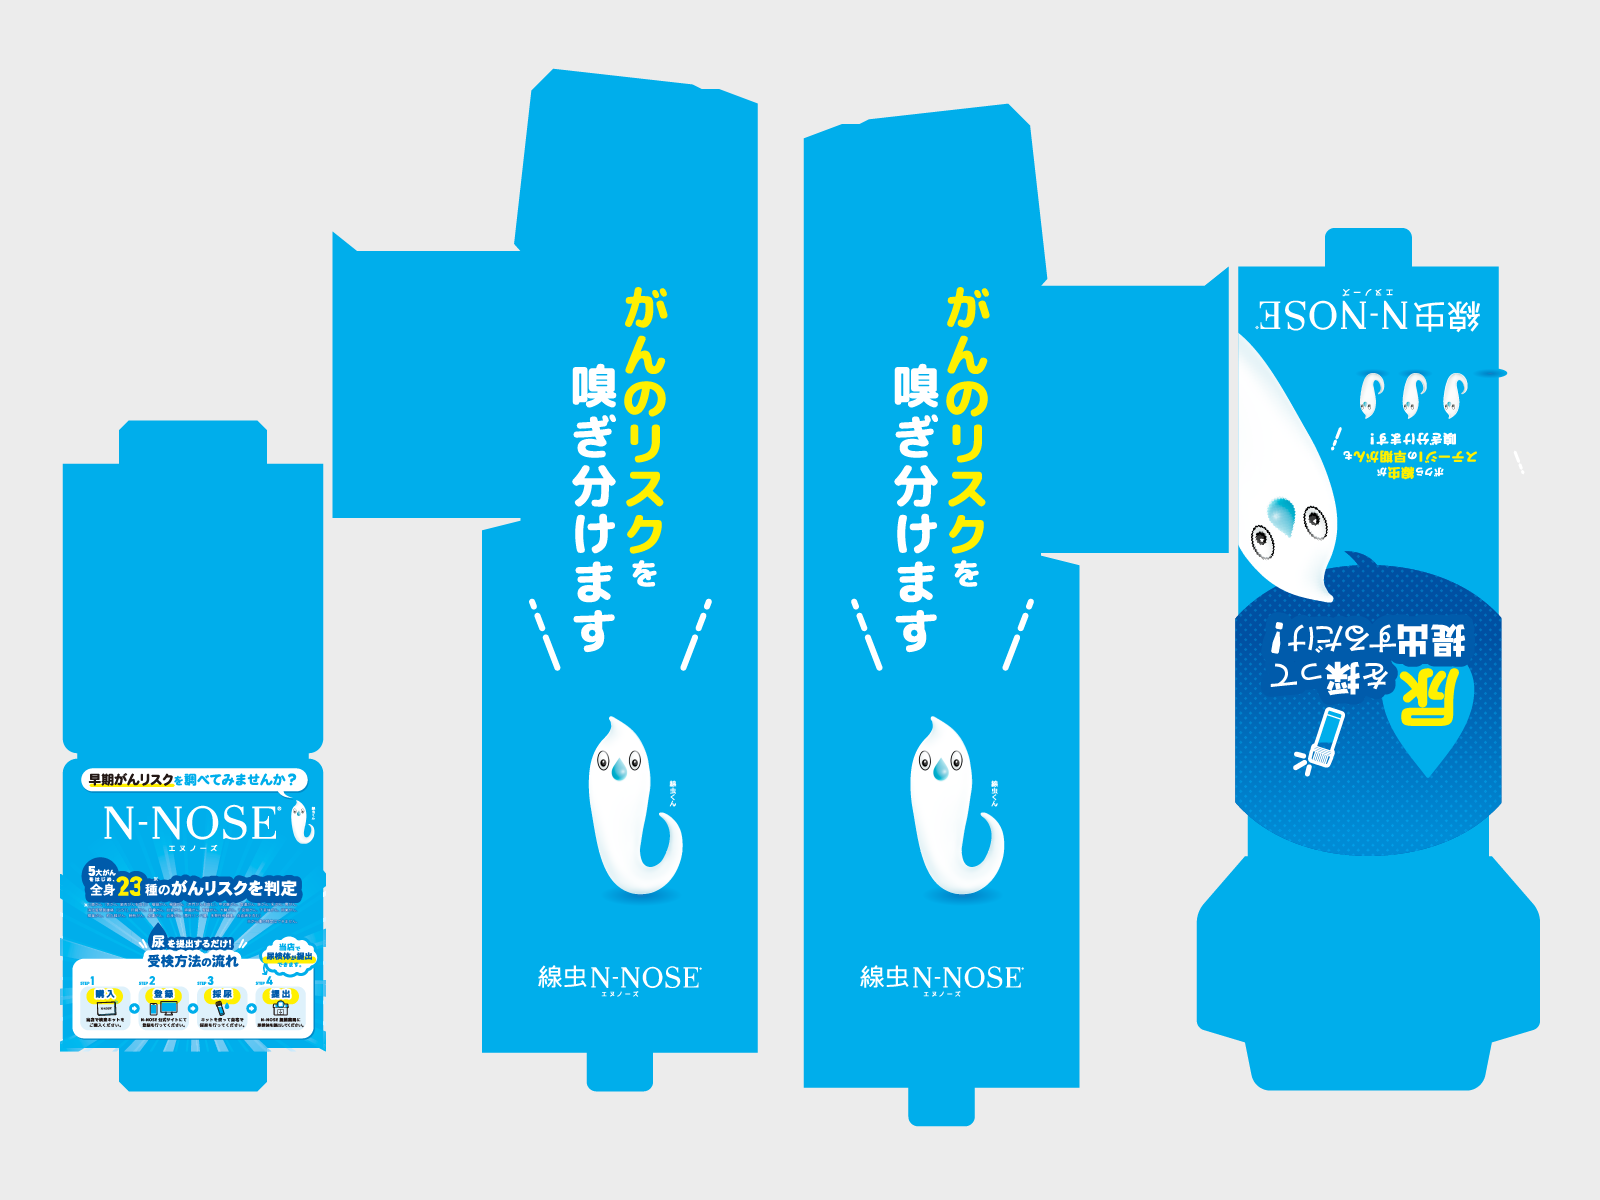 早期がんリスクを調べてみませんか？
N-NOSE
エヌノーズ
5大がん
をはじめ、
全身23種のがんリスクを判定
尿を提出するだけ!
受検方法の流れ
当店で
尿検体が提出
できます。
STEP 1
購入
STEP 2
登録
STEP 3
採尿
STEP 4
提出
がんのリスクを
嗅ぎ分けます
線虫くん
線虫N-NOSE
エヌノーズ
がんのリスクを
嗅ぎ分けます
線虫くん
線虫N-NOSE
エヌノーズ
尿を採って
提出するだけ!
ボクら線虫が
ステージIの早期がんも
嗅ぎ分けます!
線虫N-NOSE
エヌノーズ